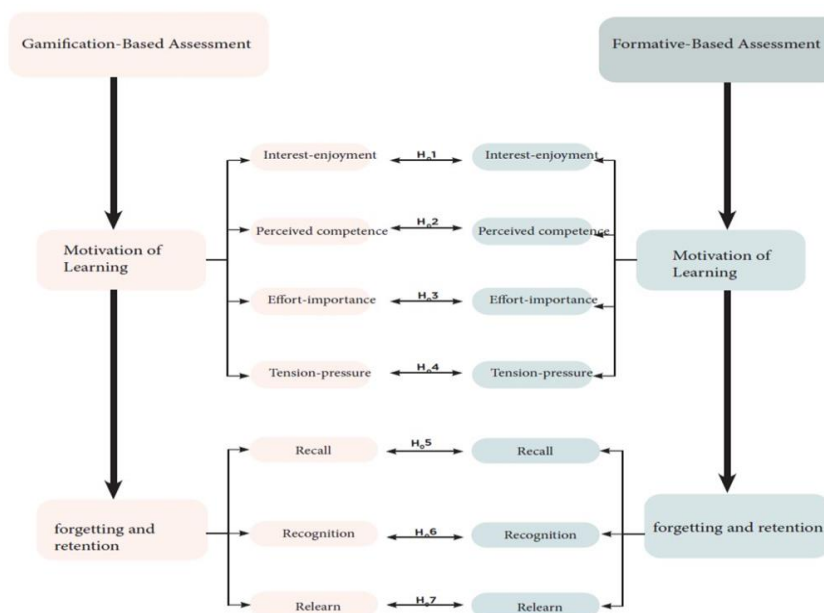 Gamification-Based Assessment
Formative-Based Assessment
Interest-enjoyment
H₀1
Interest-enjoyment
Perceived competence
H₀2
Perceived competence
Motivation of
Learning
Motivation of
Learning
Effort-importance
H₀3
Effort-importance
Tension-pressure
H₀4
Tension-pressure
Recall
H₀5
Recall
forgetting and
retention
forgetting and retention
Recognition
H₀6
Recognition
Relearn
H₀7
Relearn